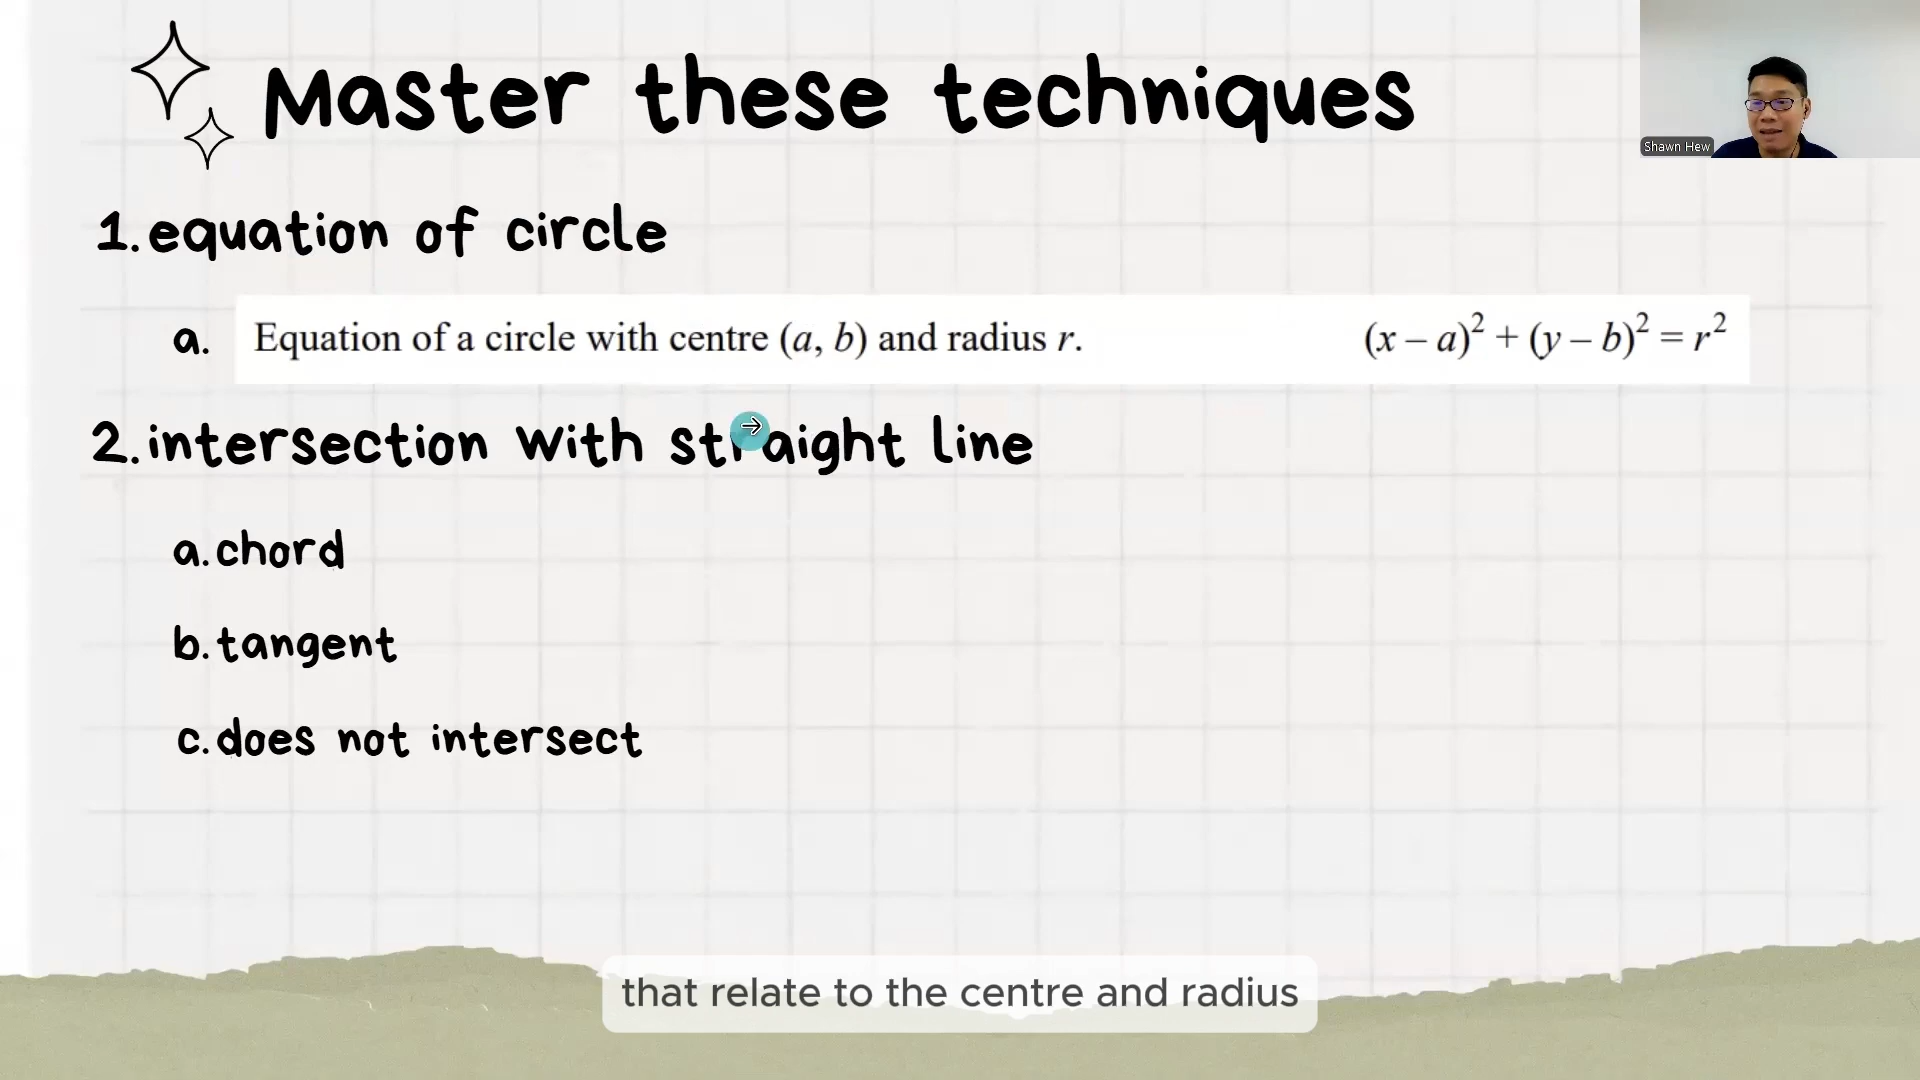 Master these techniques
Shawn Hew
1. equation of circle
a. Equation of a circle with centre (a, b) and radius r. (x – a)² + (y – b)² = r²
2. intersection with straight line
a. chord
b. tangent
c. does not intersect
that relate to the centre and radius